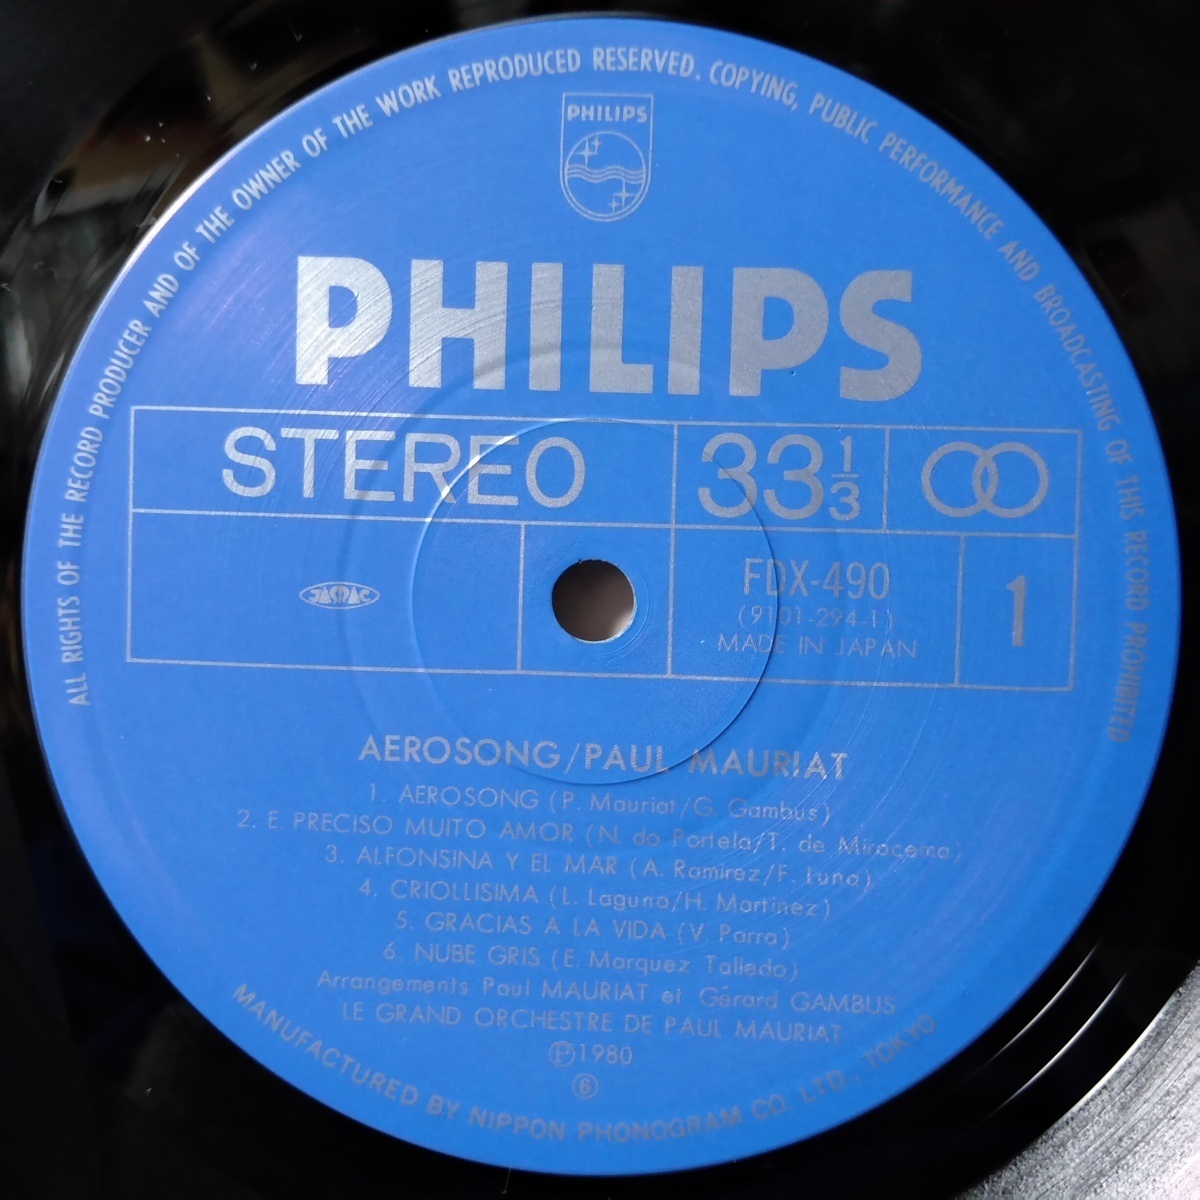 ALL RIGHTS OF THE RECORD PRODUCER AND OF THE OWNER OF THE WORK REPRODUCED RESERVED. COPYING, PUBLIC PERFORMANCE AND BROADCASTING OF THIS RECORD PROHIBITED
PHILIPS
PHILIPS
STEREO 33 1/3
JASRAC
FDX-490
(9101-294-1)
MADE IN JAPAN
1
AEROSONG/PAUL MAURIAT
1. AEROSONG (P. Mauriat/G. Gambus)
2. E. PRECISO MUITO AMOR (N. do Portela/T. de Miracema)
3. ALFONSINA Y EL MAR (A. Ramirez/F. Luna)
4. CRIOLLISIMA (L. Laguna/H. Martinez)
5. GRACIAS A LA VIDA (V. Parra)
6. NUBE GRIS (E. Marquez Talledo)
Arrangements Paul MAURIAT et Gérard GAMBUS
LE GRAND ORCHESTRE DE PAUL MAURIAT
Ⓟ1980
⑥
MANUFACTURED BY NIPPON PHONOGRAM CO. LTD., TOKYO